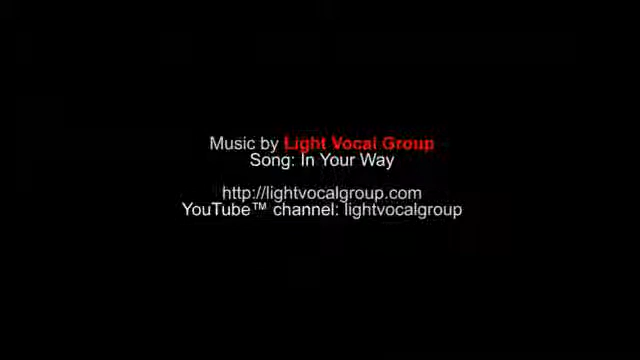 Music by Light Vocal Group
Song: In Your Way
http://lightvocalgroup.com
YouTube™ channel: lightvocalgroup